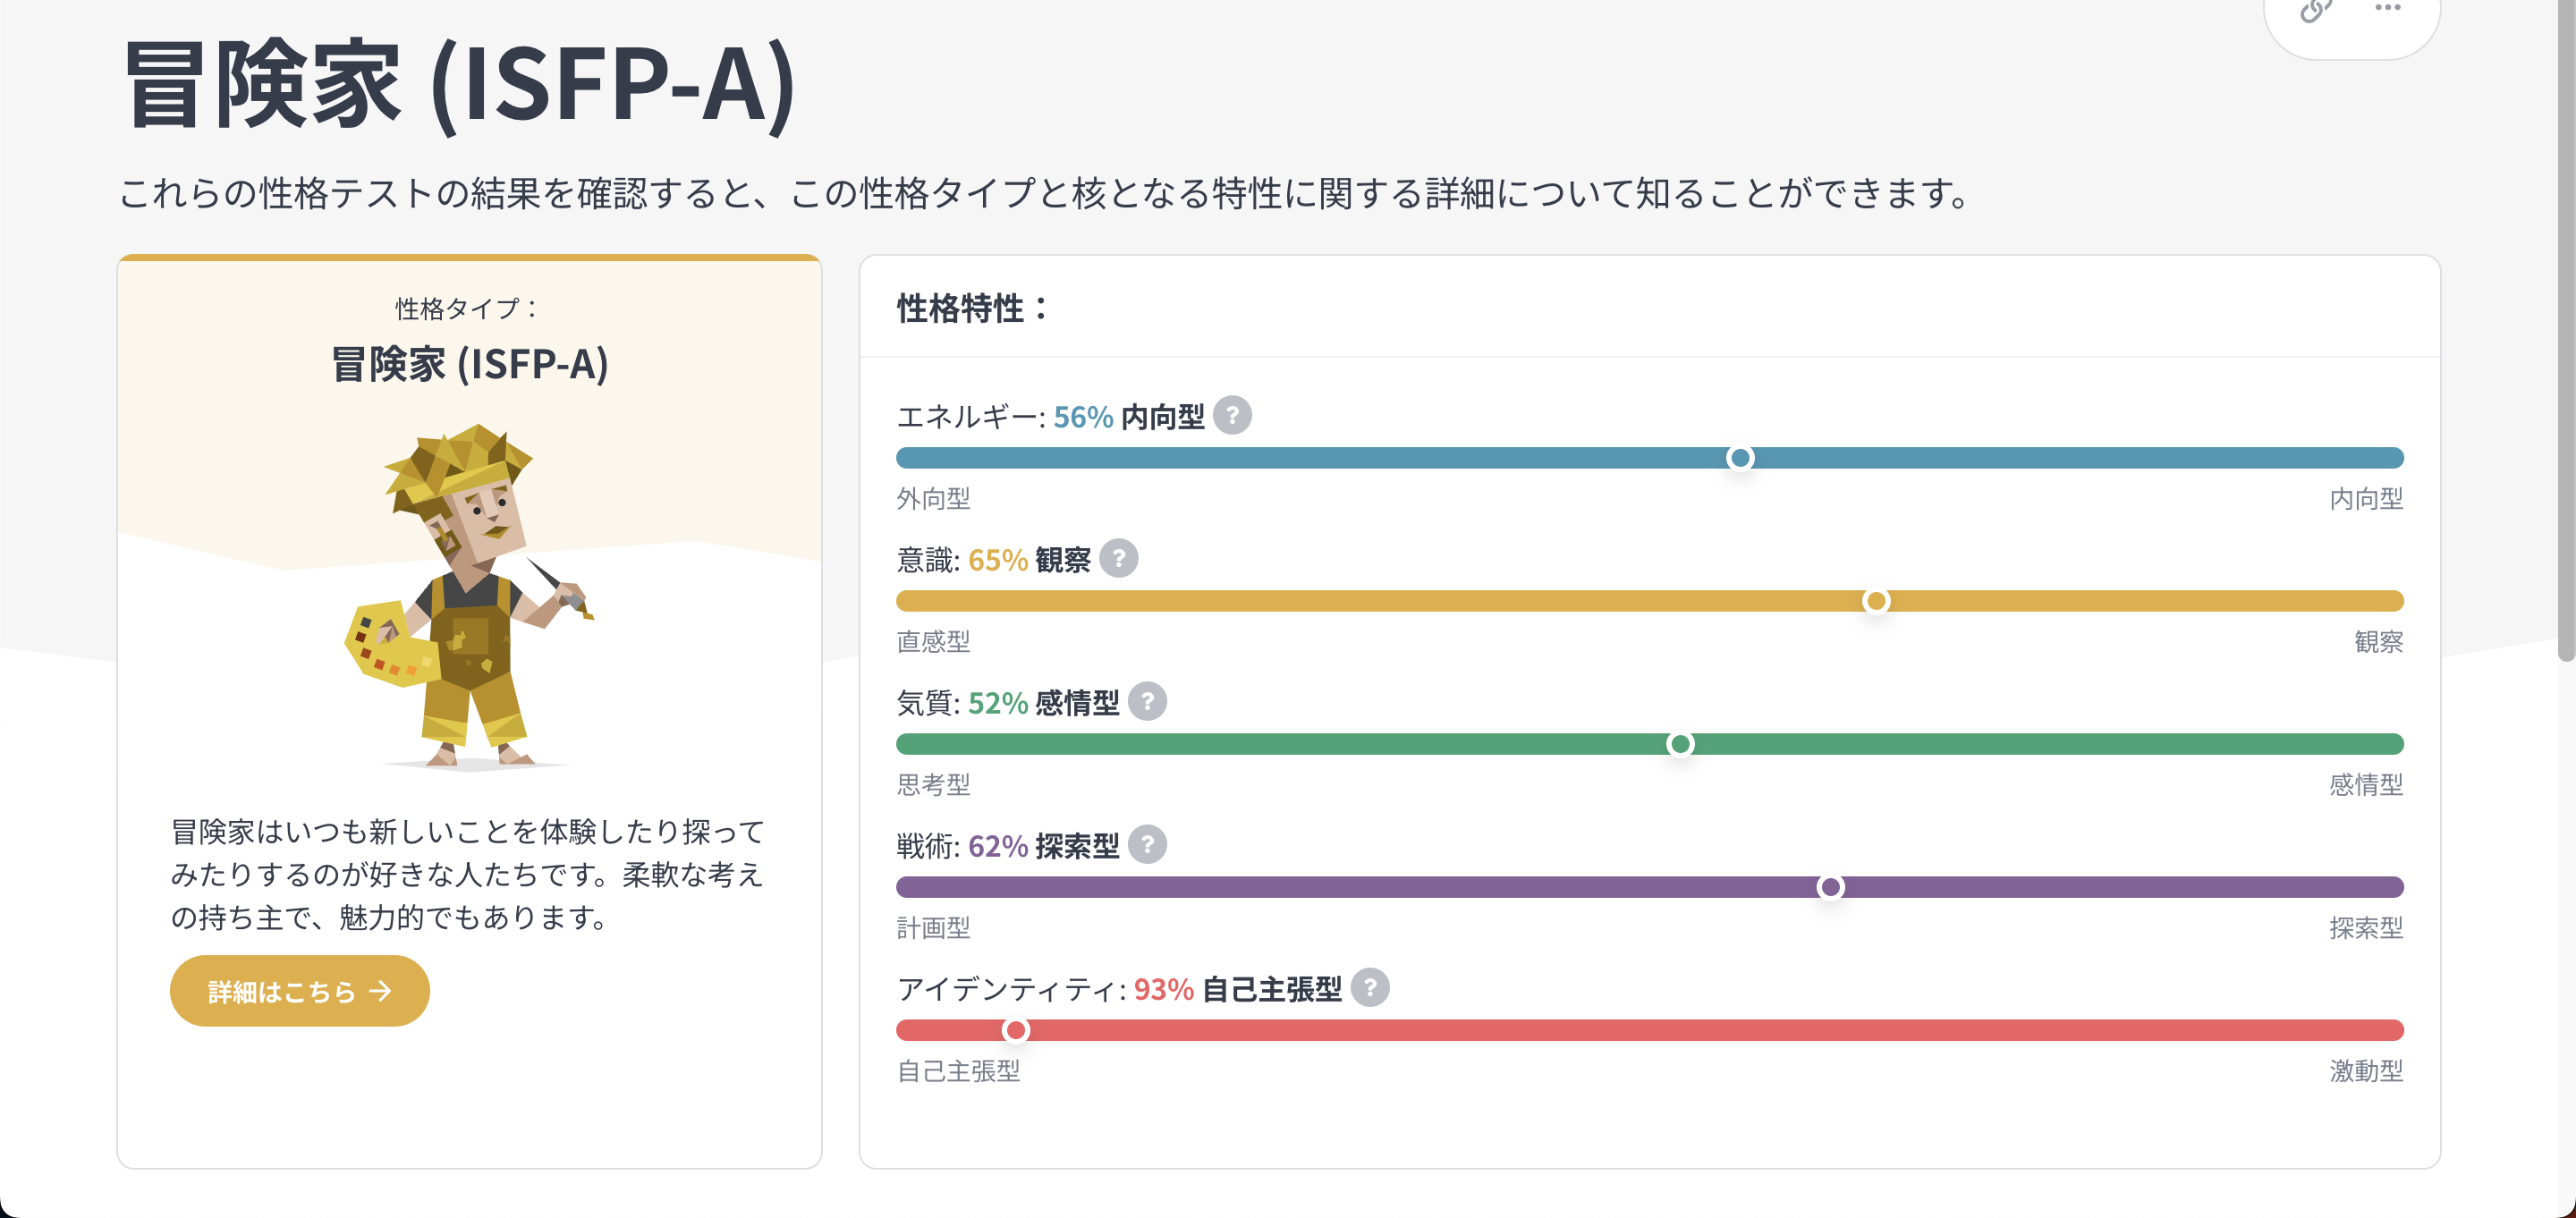 冒険家 (ISFP-A)
これらの性格テストの結果を確認すると、この性格タイプと核となる特性に関する詳細について知ることができます。
性格タイプ：
冒険家 (ISFP-A)
冒険家はいつも新しいことを体験したり探って
みたりするのが好きな人たちです。柔軟な考え
の持ち主で、魅力的でもあります。
詳細はこちら →
性格特性：
エネルギー: 56% 内向型 ?
外向型 内向型
意識: 65% 観察 ?
直感型 観察
気質: 52% 感情型 ?
思考型 感情型
戦術: 62% 探索型 ?
計画型 探索型
アイデンティティ: 93% 自己主張型 ?
自己主張型 激動型